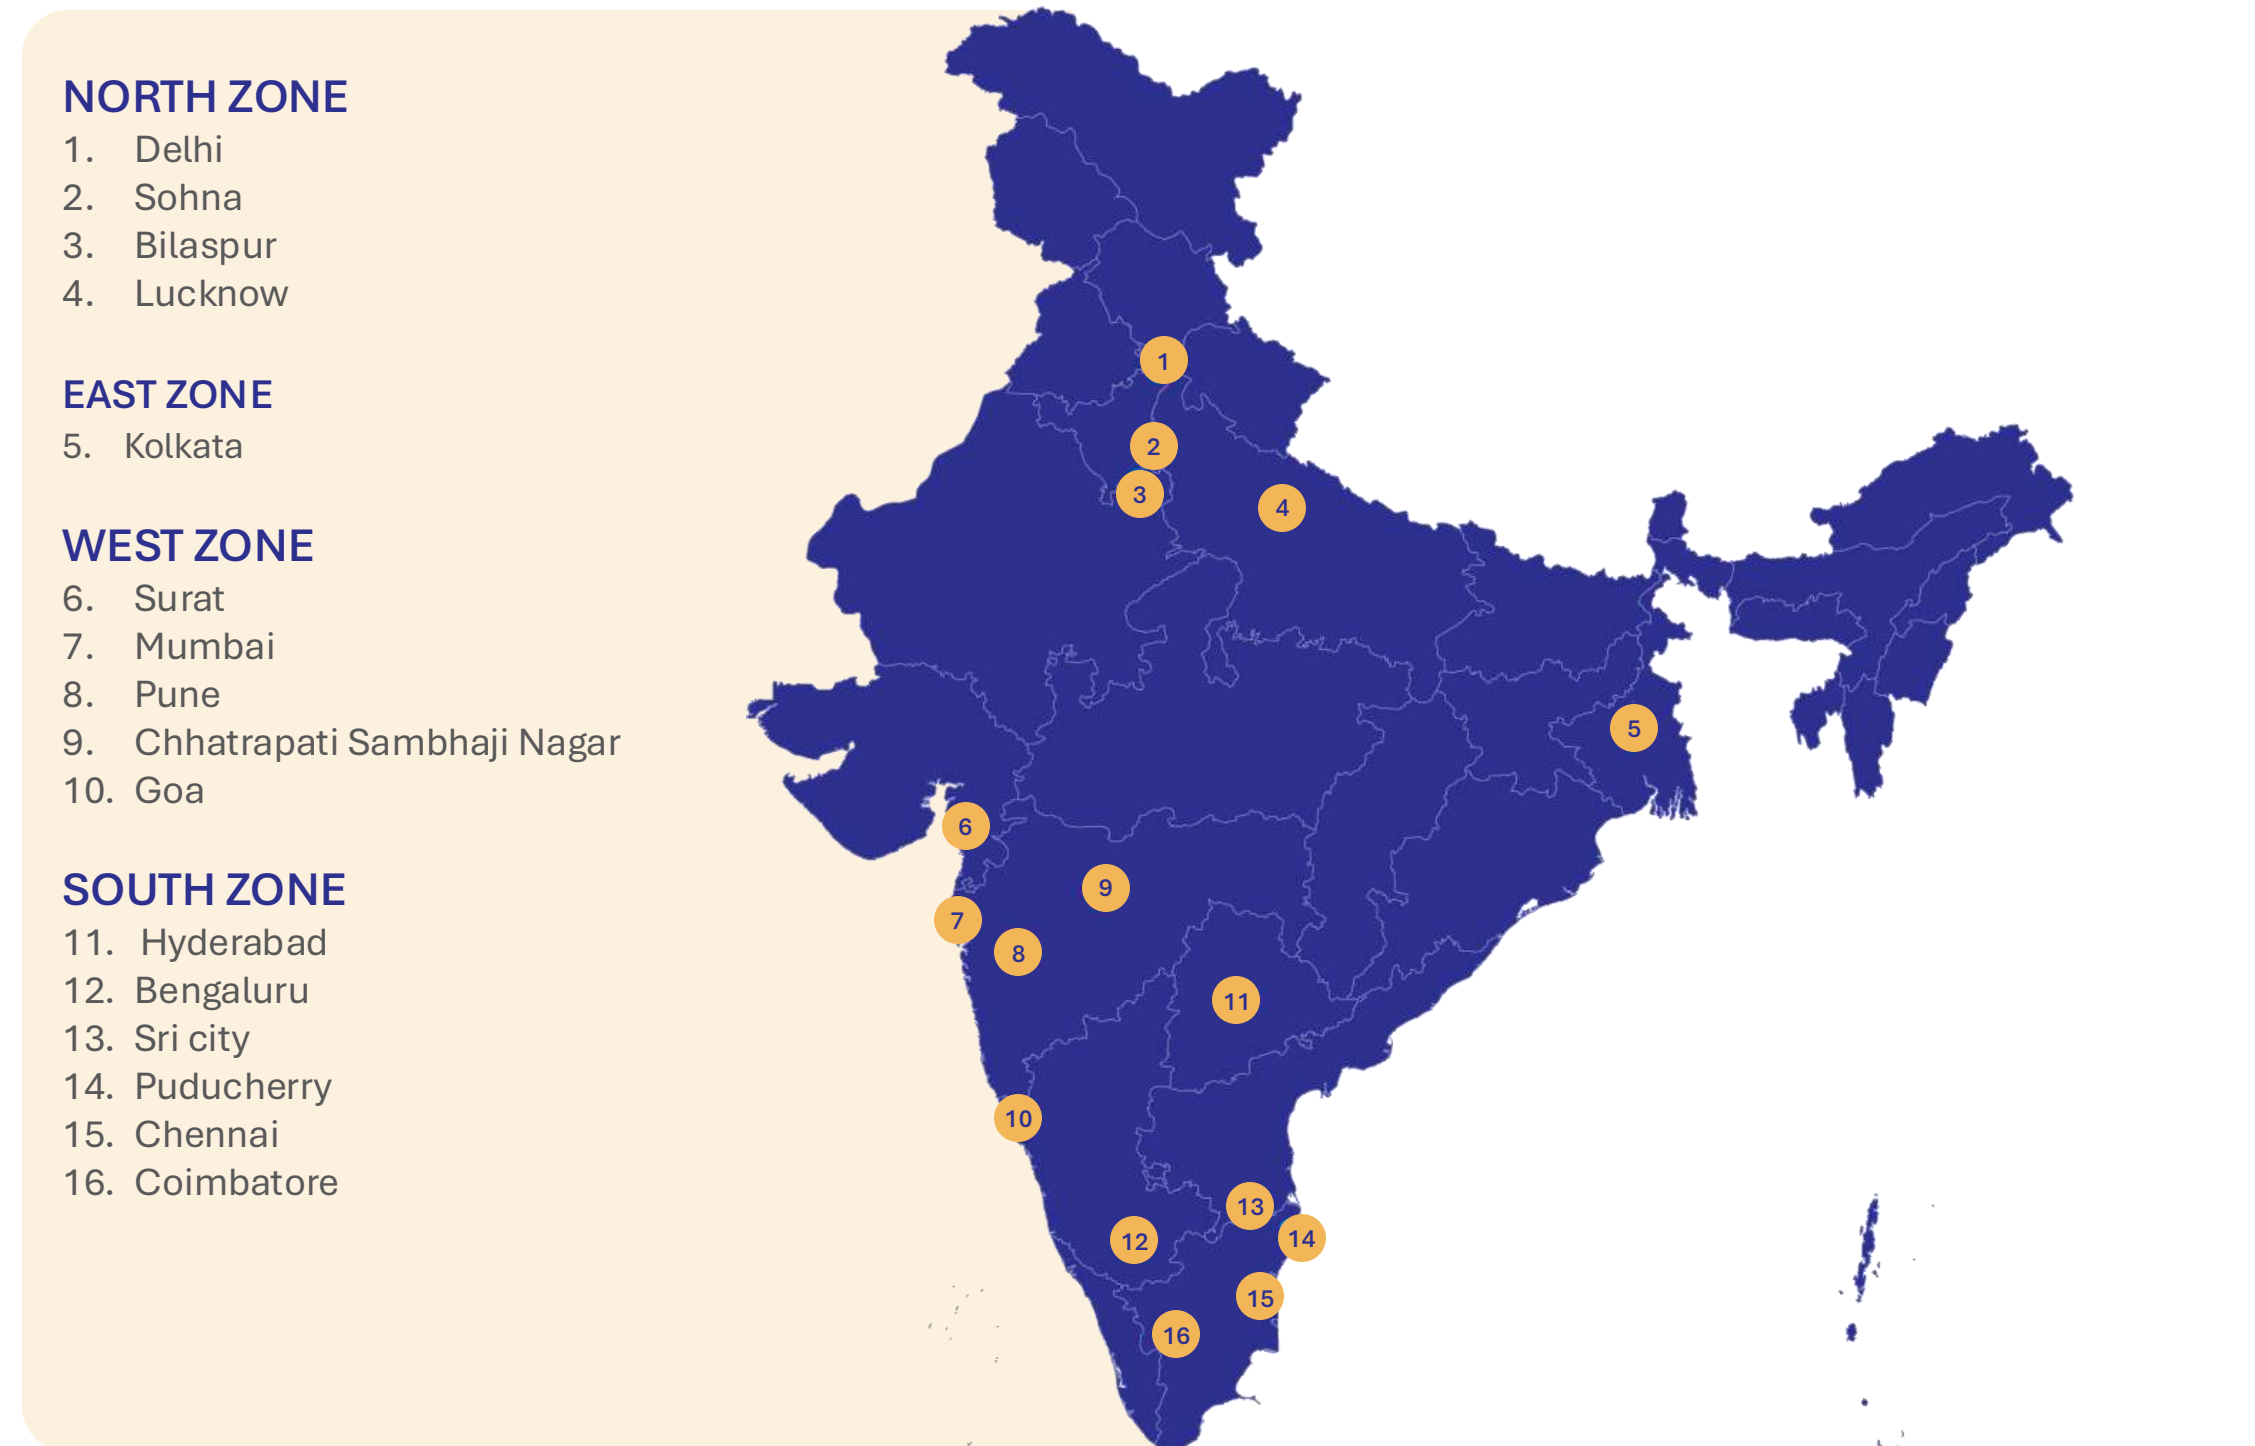 NORTH ZONE
1. Delhi
2. Sohna
3. Bilaspur
4. Lucknow
EAST ZONE
5. Kolkata
WEST ZONE
6. Surat
7. Mumbai
8. Pune
9. Chhatrapati Sambhaji Nagar
10. Goa
SOUTH ZONE
11. Hyderabad
12. Bengaluru
13. Sri city
14. Puducherry
15. Chennai
16. Coimbatore
1
2
3
4
5
6
9
7
8
11
10
13
12
14
15
16